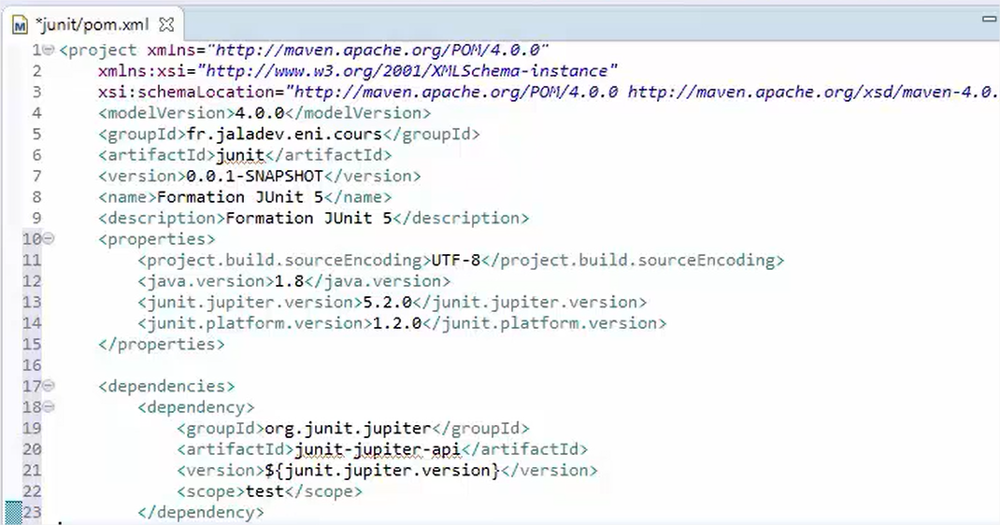 *junit/pom.xml
1 <project xmlns="http://maven.apache.org/POM/4.0.0"
2 xmlns:xsi="http://www.w3.org/2001/XMLSchema-instance"
3 xsi:schemaLocation="http://maven.apache.org/POM/4.0.0 http://maven.apache.org/xsd/maven-4.0.
4 <modelVersion>4.0.0</modelVersion>
5 <groupId>fr.jaladev.eni.cours</groupId>
6 <artifactId>junit</artifactId>
7 <version>0.0.1-SNAPSHOT</version>
8 <name>Formation JUnit 5</name>
9 <description>Formation JUnit 5</description>
10 <properties>
11 <project.build.sourceEncoding>UTF-8</project.build.sourceEncoding>
12 <java.version>1.8</java.version>
13 <junit.jupiter.version>5.2.0</junit.jupiter.version>
14 <junit.platform.version>1.2.0</junit.platform.version>
15 </properties>
16
17 <dependencies>
18 <dependency>
19 <groupId>org.junit.jupiter</groupId>
20 <artifactId>junit-jupiter-api</artifactId>
21 <version>${junit.jupiter.version}</version>
22 <scope>test</scope>
23 </dependency>